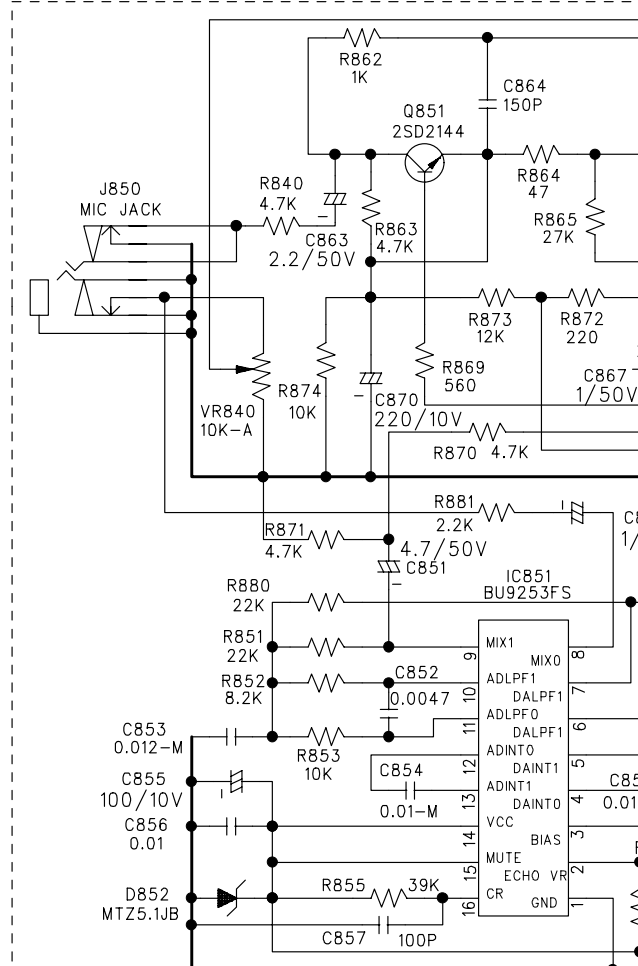 R862
1K
C864
150P
Q851
2SD2144
J850
MIC JACK
R840
4.7K
C863
2.2/50V
R863
4.7K
R864
47
R865
27K
R873
12K
R872
220
R869
560
C867
1/50V
R874
10K
VR840
10K-A
C870
220/10V
R870 4.7K
R881
2.2K
R871
4.7K
4.7/50V
C851
IC851
BU9253FS
R880
22K
R851
22K
R852
8.2K
C852
0.0047
C853
0.012-M
R853
10K
C854
0.01-M
C855
100/10V
C856
0.01
D852
MTZ5.1JB
R855 39K
C857 100P
9 MIX1
10 ADLPF1
11 ADLPF0
12 ADINT0
13 ADINT1
14 VCC
15 MUTE
16 CR
MIX0 8
DALPF1 7
DALPF1 6
DAINT1 5
DAINT0 4
BIAS 3
ECHO VR 2
GND 1